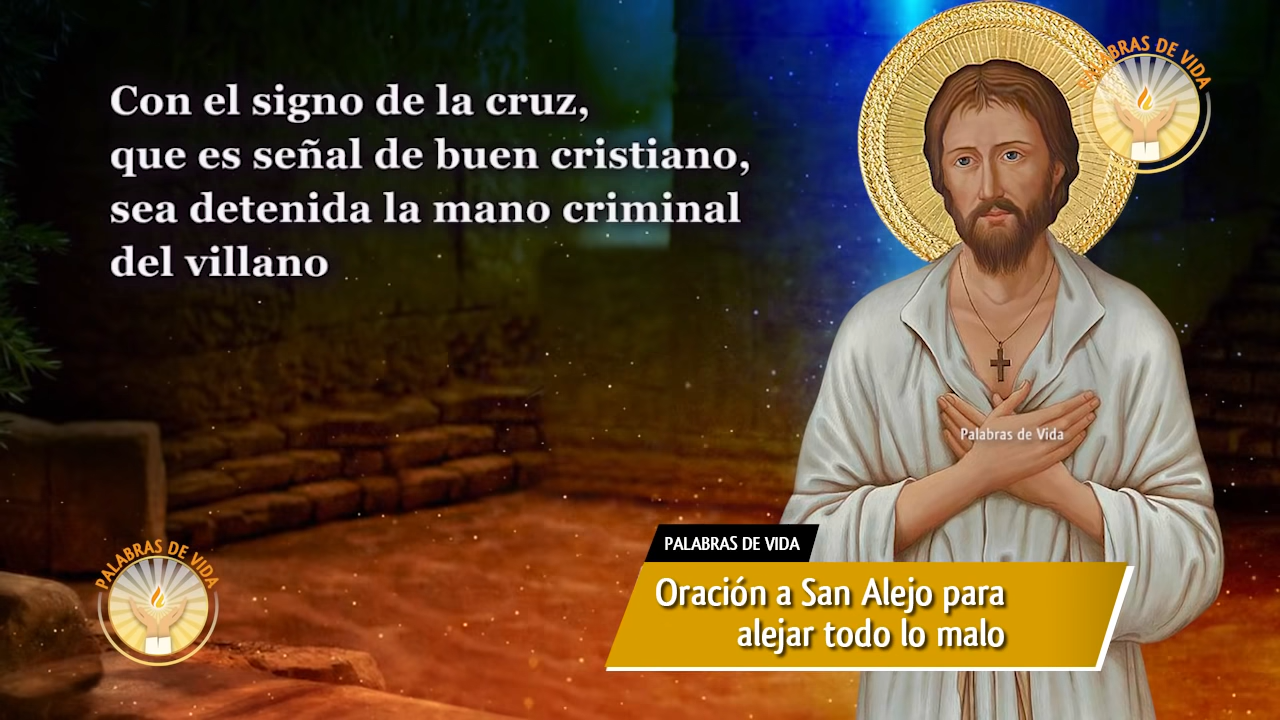 Con el signo de la cruz,
que es señal de buen cristiano,
sea detenida la mano criminal
del villano
PALABRAS DE VIDA
Palabras de Vida
PALABRAS DE VIDA
PALABRAS DE VIDA
Oración a San Alejo para
alejar todo lo malo